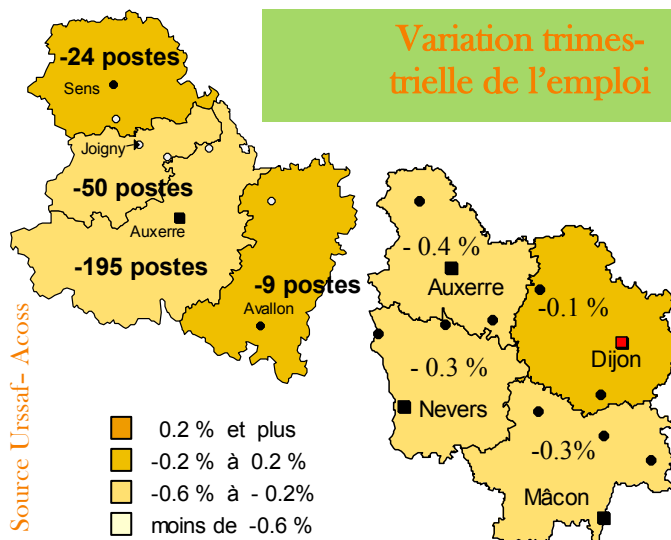 Variation trimes-
trielle de l’emploi
-24 postes
Sens
Joigny
-50 postes
Auxerre
-195 postes
-9 postes
Avallon
- 0.4 %
Auxerre
-0.1 %
Dijon
- 0.3 %
Nevers
-0.3%
Mâcon
0.2 % et plus
-0.2 % à 0.2 %
-0.6 % à - 0.2%
moins de -0.6 %
Source Urssaf- Acoss